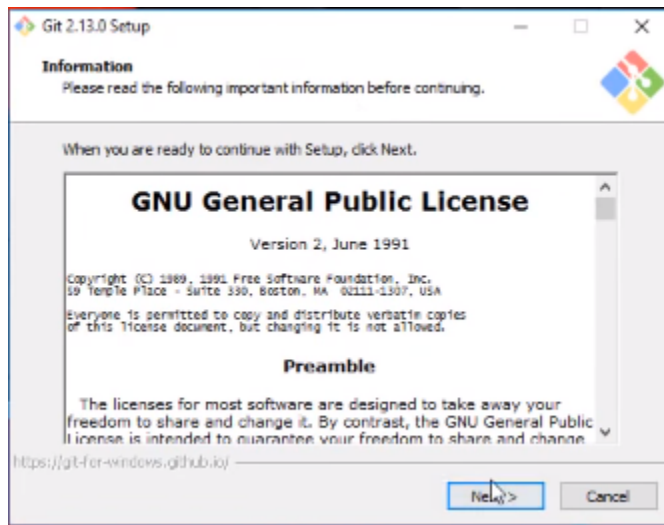 Git 2.13.0 Setup
Information
Please read the following important information before continuing.
When you are ready to continue with Setup, click Next.
GNU General Public License
Version 2, June 1991
Copyright (C) 1989, 1991 Free Software Foundation, Inc.
59 Temple Place - Suite 330, Boston, MA 02111-1307, USA
Everyone is permitted to copy and distribute verbatim copies
of this license document, but changing it is not allowed.
Preamble
The licenses for most software are designed to take away your
freedom to share and change it. By contrast, the GNU General Public
License is intended to guarantee your freedom to share and change
https://git-for-windows.github.io/
Next >
Cancel